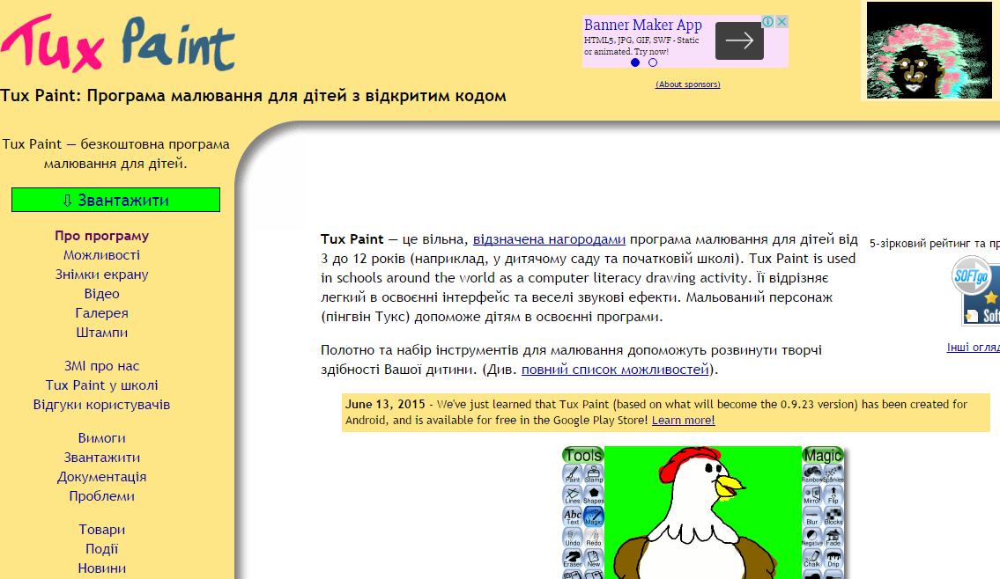 Tux Paint
Banner Maker App
HTML5, JPG, GIF, SWF - Static
or animated. Try now!
(About sponsors)
Tux Paint: Програма малювання для дітей з відкритим кодом
Tux Paint — безкоштовна програма
малювання для дітей.
⇩ Звантажити
Про програму
Можливості
Знімки екрану
Відео
Галерея
Штампи
ЗМІ про нас
Tux Paint у школі
Відгуки користувачів
Вимоги
Звантажити
Документація
Проблеми
Товари
Події
Новини
Tux Paint — це вільна, відзначена нагородами програма малювання для дітей від
3 до 12 років (наприклад, у дитячому саду та початковій школі). Tux Paint is used
in schools around the world as a computer literacy drawing activity. Її відрізняє
легкий в освоєнні інтерфейс та веселі звукові ефекти. Мальований персонаж
(пінгвін Тукс) допоможе дітям в освоєнні програми.
Полотно та набір інструментів для малювання допоможуть розвинути творчі
здібності Вашої дитини. (Див. повний список можливостей).
5-зірковий рейтинг та пр
SOFTgo
Soft
Інші огляд
June 13, 2015 - We've just learned that Tux Paint (based on what will become the 0.9.23 version) has been created for
Android, and is available for free in the Google Play Store! Learn more!
Tools
Paint Stamp
Lines Shapes
Abc
Text Magic
Undo Redo
Eraser New
Magic
Rainbow Sparkles
Mirror Flip
Blur Blocks
Negative Fade
Chalk Drip